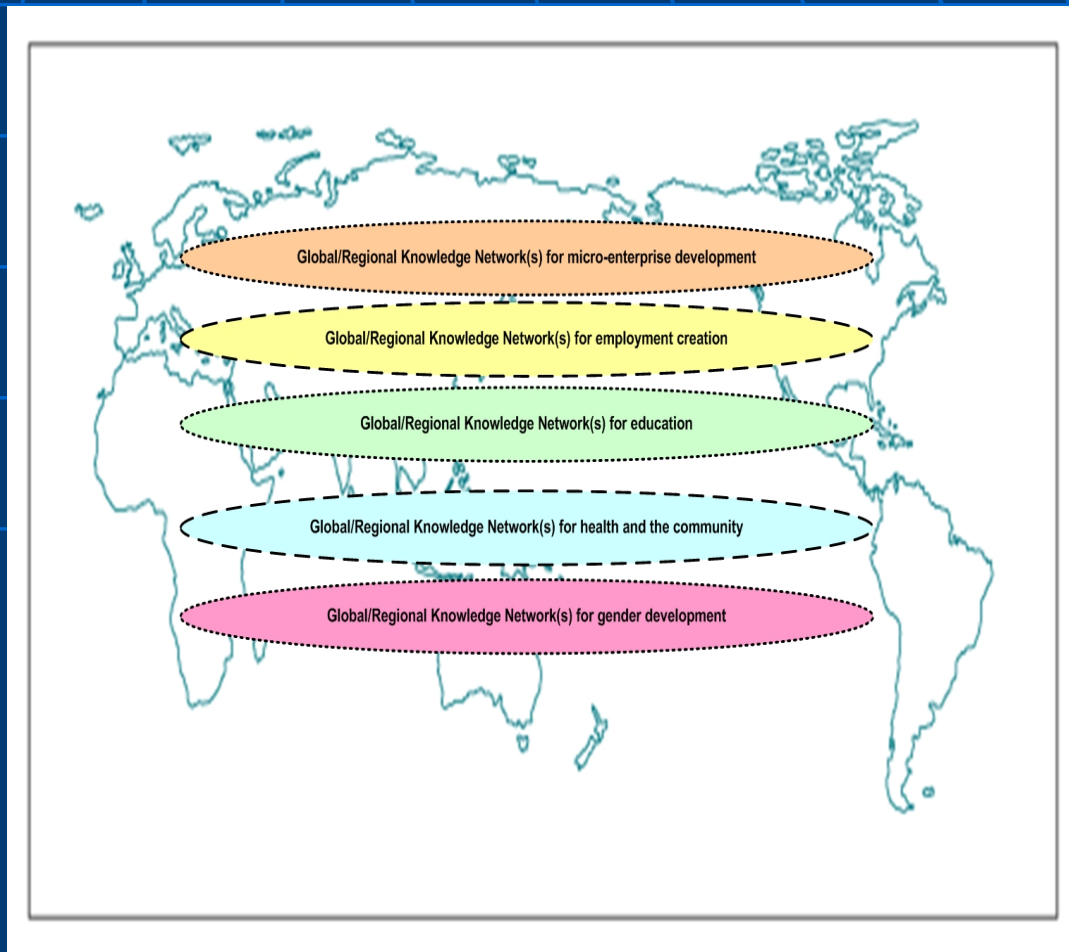 Global/Regional Knowledge Network(s) for micro-enterprise development
Global/Regional Knowledge Network(s) for employment creation
Global/Regional Knowledge Network(s) for education
Global/Regional Knowledge Network(s) for health and the community
Global/Regional Knowledge Network(s) for gender development